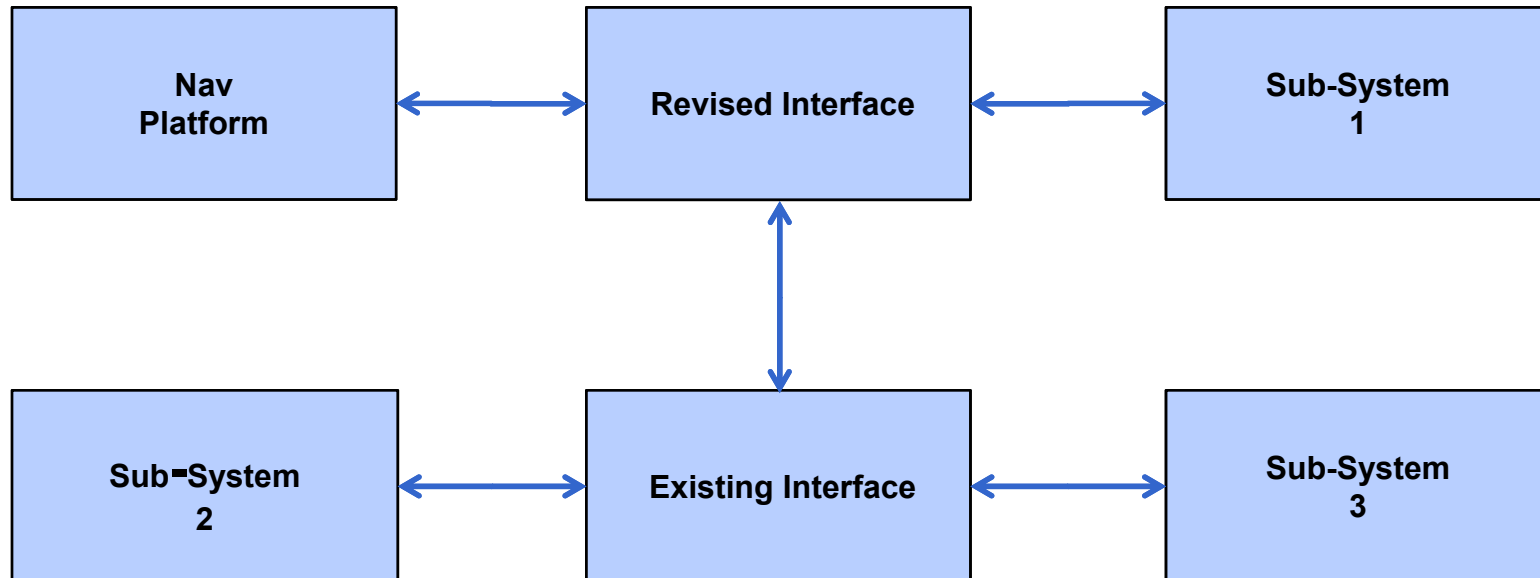 Nav
Platform
Revised Interface
Sub-System
1
Sub-System
2
Existing Interface
Sub-System
3